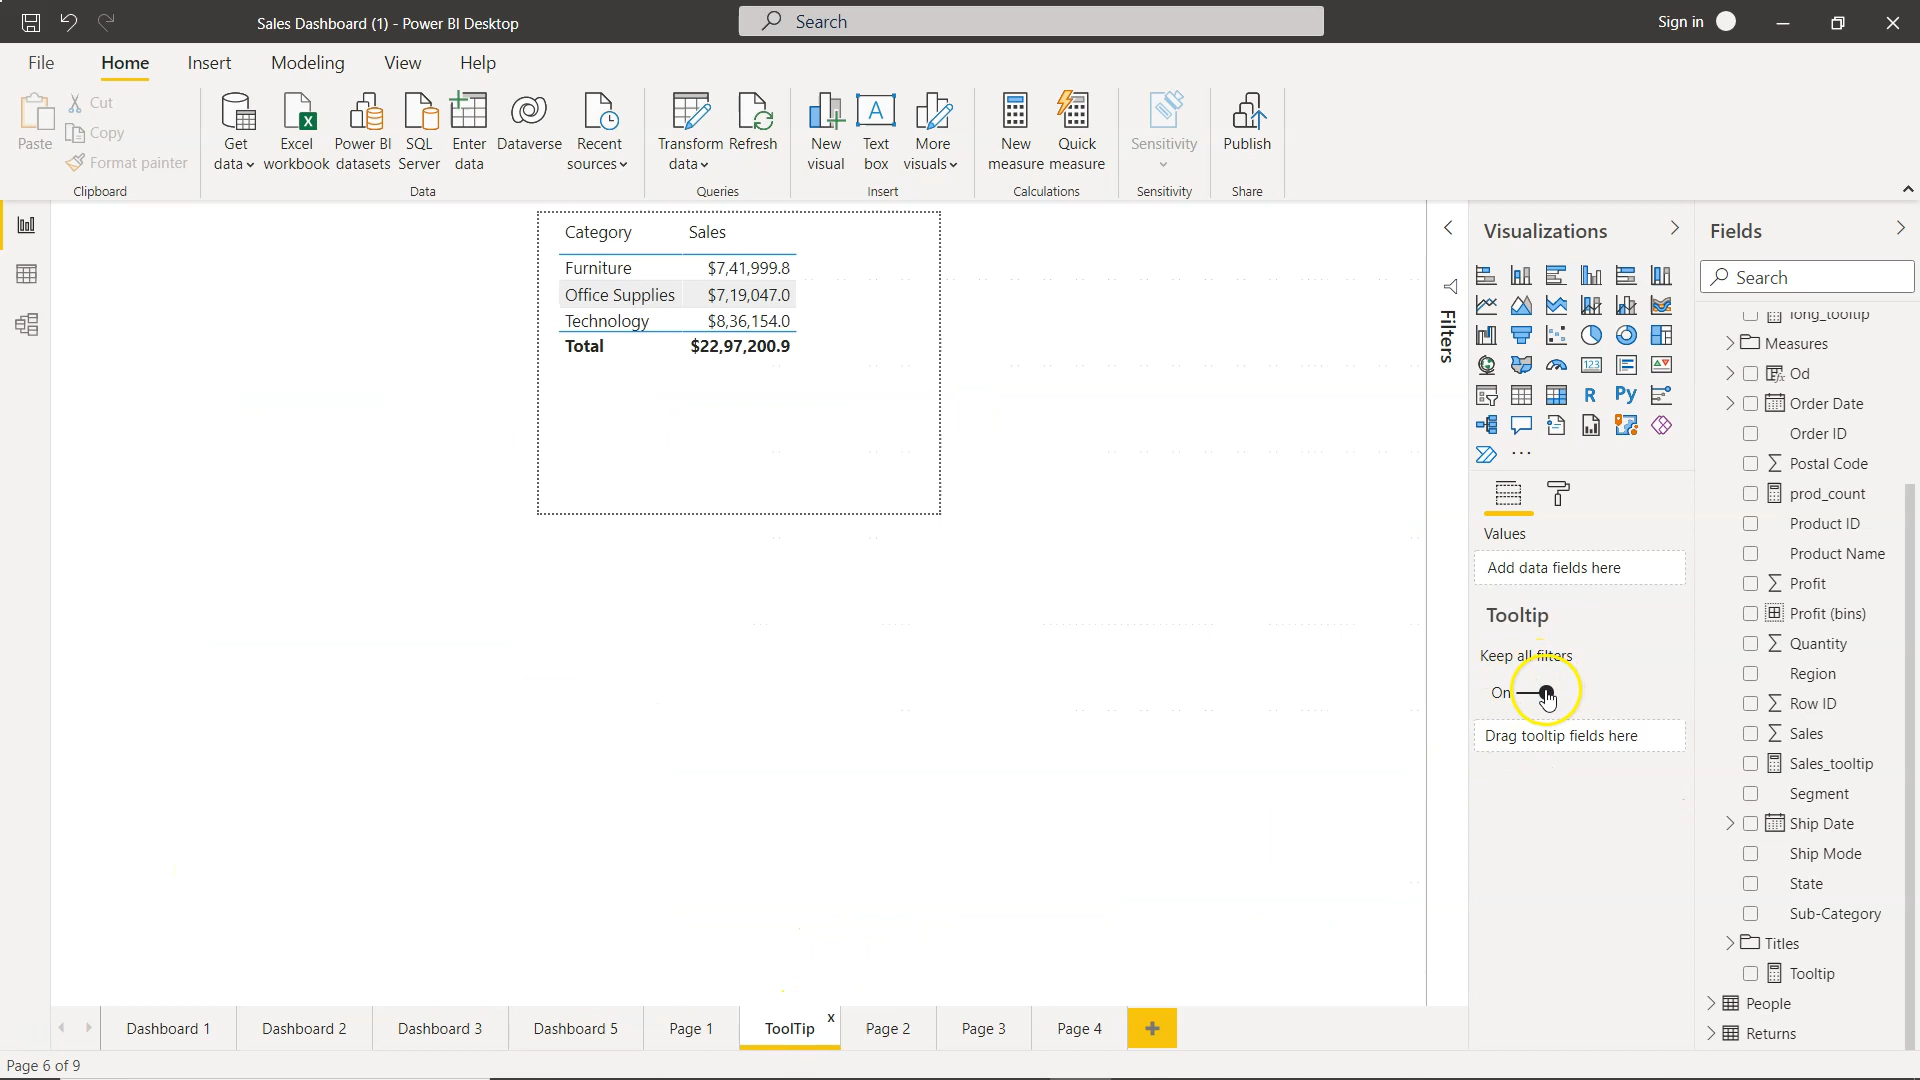 Sales Dashboard (1) - Power BI Desktop
Search
Sign in
File Home Insert Modeling View Help
Paste
Cut
Copy
Format painter
Clipboard
Get data
Excel workbook
Power BI datasets
SQL Server
Enter data
Dataverse
Recent sources
Data
Transform data
Refresh
Queries
New visual
A
Text box
More visuals
Insert
New measure
Quick measure
Calculations
Sensitivity
Sensitivity
Publish
Share
Category Sales
Furniture $7,41,999.8
Office Supplies $7,19,047.0
Technology $8,36,154.0
Total $22,97,200.9
Filters
Visualizations
123
R
Py
...
Values
Add data fields here
Tooltip
Keep all filters
On
Drag tooltip fields here
Fields
Search
long_tooltip
Measures
Od
Order Date
Order ID
Postal Code
prod_count
Product ID
Product Name
Profit
Profit (bins)
Quantity
Region
Row ID
Sales
Sales_tooltip
Segment
Ship Date
Ship Mode
State
Sub-Category
Titles
Tooltip
People
Returns
Dashboard 1 Dashboard 2 Dashboard 3 Dashboard 5 Page 1 ToolTip x Page 2 Page 3 Page 4 +
Page 6 of 9